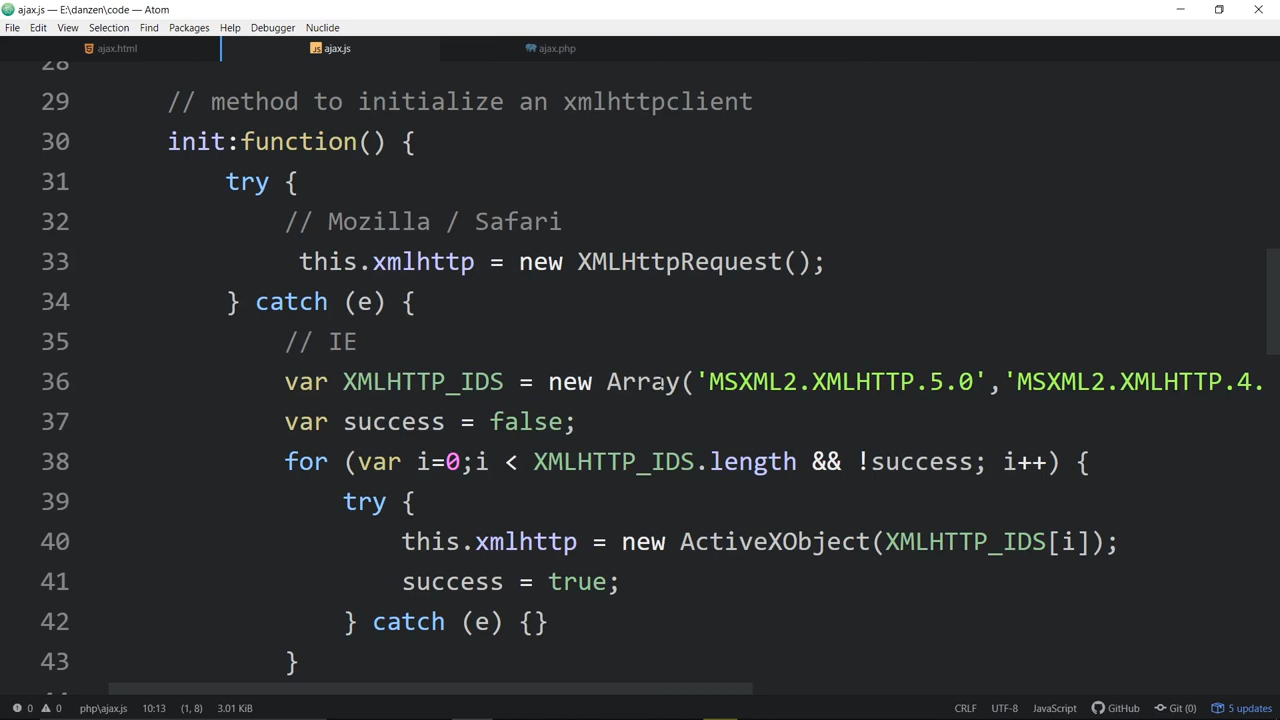 ajax.js — E:\danzen\code — Atom
File Edit View Selection Find Packages Help Debugger Nuclide
ajax.html ajax.js ajax.php
28
29 // method to initialize an xmlhttpclient
30 init:function() {
31 try {
32 // Mozilla / Safari
33 this.xmlhttp = new XMLHttpRequest();
34 } catch (e) {
35 // IE
36 var XMLHTTP_IDS = new Array('MSXML2.XMLHTTP.5.0','MSXML2.XMLHTTP.4.
37 var success = false;
38 for (var i=0;i < XMLHTTP_IDS.length && !success; i++) {
39 try {
40 this.xmlhttp = new ActiveXObject(XMLHTTP_IDS[i]);
41 success = true;
42 } catch (e) {}
43 }
0 0 php\ajax.js 10:13 (1, 8) 3.01 KiB CRLF UTF-8 JavaScript GitHub Git (0) 5 updates